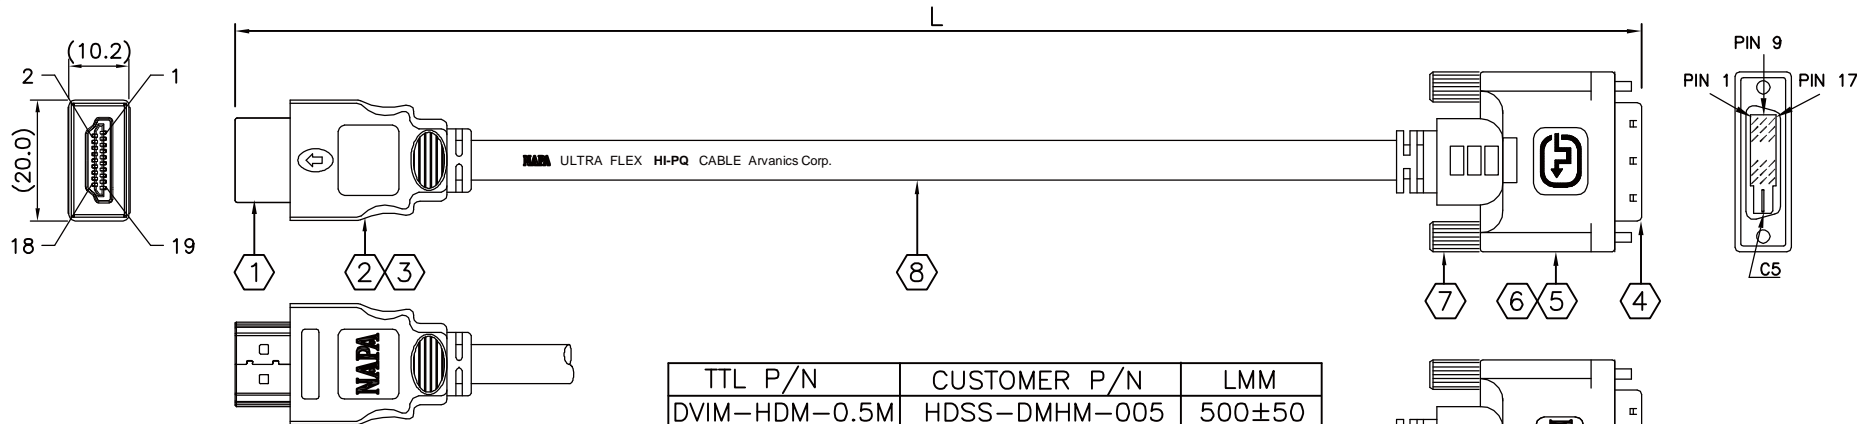 L
(10.2)
2
1
(20.0)
18
19
NAPA ULTRA FLEX HI-PQ CABLE Arvanics Corp.
PIN 9
PIN 1
PIN 17
C5
1
2
3
8
7
6
5
4
NAPA
TTL P/N CUSTOMER P/N LMM
DVIM-HDM-0.5M HDSS-DMHM-005 500±50